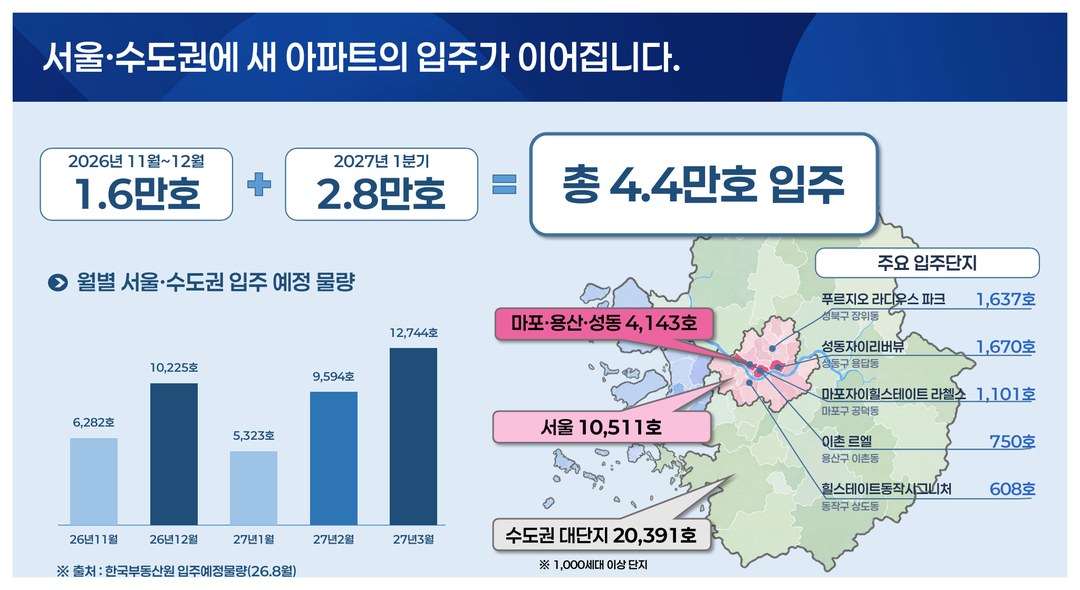 서울·수도권에 새 아파트의 입주가 이어집니다.
2026년 11월~12월
1.6만호
+
2027년 1분기
2.8만호
=
총 4.4만호 입주
월별 서울·수도권 입주 예정 물량
6,282호
10,225호
5,323호
9,594호
12,744호
26년11월
26년12월
27년1월
27년2월
27년3월
※ 출처 : 한국부동산원 입주예정물량(26.8월)
마포·용산·성동 4,143호
서울 10,511호
수도권 대단지 20,391호
※ 1,000세대 이상 단지
주요 입주단지
푸르지오 라디우스 파크 1,637호
성북구 장위동
성동자이리버뷰 1,670호
성동구 용답동
마포자이힐스테이트 라첼스 1,101호
마포구 공덕동
이촌 르엘 750호
용산구 이촌동
힐스테이트동작시그니처 608호
동작구 상도동